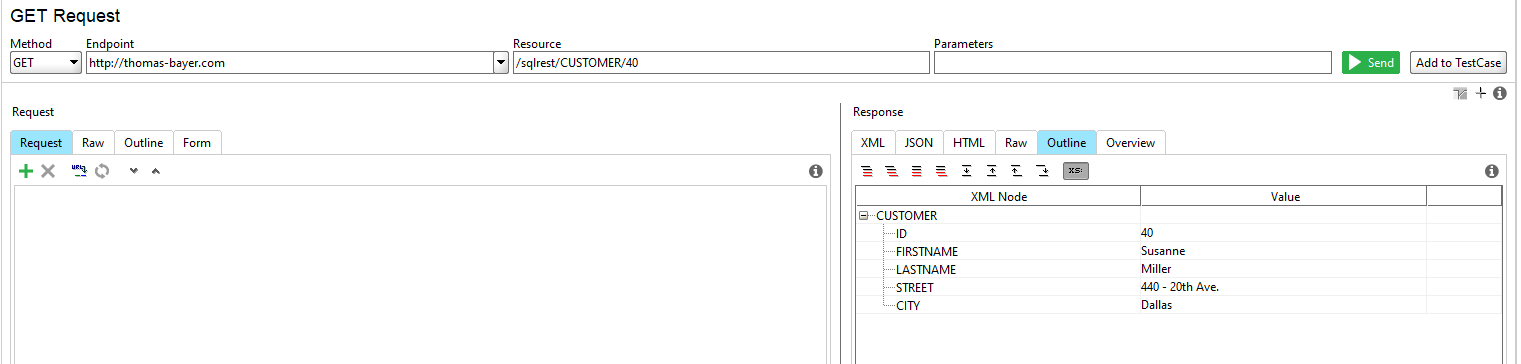 GET Request
Method Endpoint Resource Parameters
GET http://thomas-bayer.com /sqlrest/CUSTOMER/40 Send Add to TestCase
Request Response
Request Raw Outline Form XML JSON HTML Raw Outline Overview
XML Node Value
CUSTOMER
ID 40
FIRSTNAME Susanne
LASTNAME Miller
STREET 440 - 20th Ave.
CITY Dallas